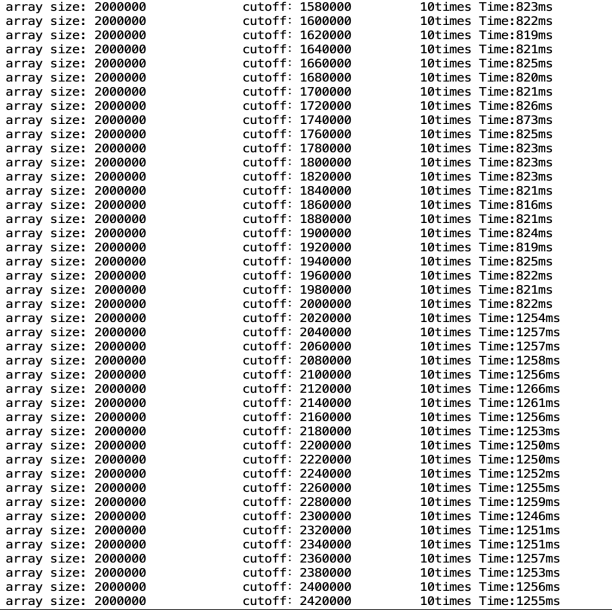 array size: 2000000 cutoff: 1580000 10times Time:823ms
array size: 2000000 cutoff: 1600000 10times Time:822ms
array size: 2000000 cutoff: 1620000 10times Time:819ms
array size: 2000000 cutoff: 1640000 10times Time:821ms
array size: 2000000 cutoff: 1660000 10times Time:825ms
array size: 2000000 cutoff: 1680000 10times Time:820ms
array size: 2000000 cutoff: 1700000 10times Time:821ms
array size: 2000000 cutoff: 1720000 10times Time:826ms
array size: 2000000 cutoff: 1740000 10times Time:873ms
array size: 2000000 cutoff: 1760000 10times Time:825ms
array size: 2000000 cutoff: 1780000 10times Time:823ms
array size: 2000000 cutoff: 1800000 10times Time:823ms
array size: 2000000 cutoff: 1820000 10times Time:823ms
array size: 2000000 cutoff: 1840000 10times Time:821ms
array size: 2000000 cutoff: 1860000 10times Time:816ms
array size: 2000000 cutoff: 1880000 10times Time:821ms
array size: 2000000 cutoff: 1900000 10times Time:824ms
array size: 2000000 cutoff: 1920000 10times Time:819ms
array size: 2000000 cutoff: 1940000 10times Time:825ms
array size: 2000000 cutoff: 1960000 10times Time:822ms
array size: 2000000 cutoff: 1980000 10times Time:821ms
array size: 2000000 cutoff: 2000000 10times Time:822ms
array size: 2000000 cutoff: 2020000 10times Time:1254ms
array size: 2000000 cutoff: 2040000 10times Time:1257ms
array size: 2000000 cutoff: 2060000 10times Time:1257ms
array size: 2000000 cutoff: 2080000 10times Time:1258ms
array size: 2000000 cutoff: 2100000 10times Time:1256ms
array size: 2000000 cutoff: 2120000 10times Time:1266ms
array size: 2000000 cutoff: 2140000 10times Time:1261ms
array size: 2000000 cutoff: 2160000 10times Time:1256ms
array size: 2000000 cutoff: 2180000 10times Time:1253ms
array size: 2000000 cutoff: 2200000 10times Time:1250ms
array size: 2000000 cutoff: 2220000 10times Time:1250ms
array size: 2000000 cutoff: 2240000 10times Time:1252ms
array size: 2000000 cutoff: 2260000 10times Time:1255ms
array size: 2000000 cutoff: 2280000 10times Time:1259ms
array size: 2000000 cutoff: 2300000 10times Time:1246ms
array size: 2000000 cutoff: 2320000 10times Time:1251ms
array size: 2000000 cutoff: 2340000 10times Time:1251ms
array size: 2000000 cutoff: 2360000 10times Time:1257ms
array size: 2000000 cutoff: 2380000 10times Time:1253ms
array size: 2000000 cutoff: 2400000 10times Time:1256ms
array size: 2000000 cutoff: 2420000 10times Time:1255ms